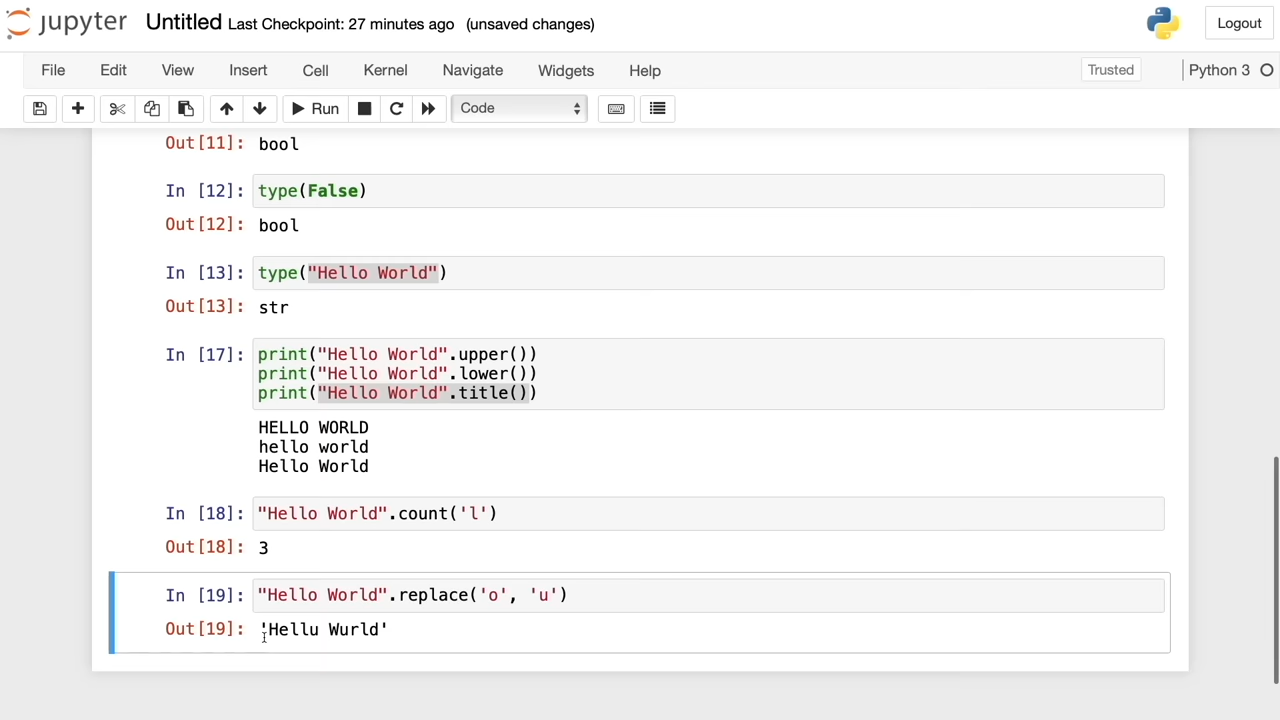 jupyter Untitled Last Checkpoint: 27 minutes ago (unsaved changes) Logout
File Edit View Insert Cell Kernel Navigate Widgets Help Trusted Python 3
Run Code
Out[11]: bool
In [12]: type(False)
Out[12]: bool
In [13]: type("Hello World")
Out[13]: str
In [17]: print("Hello World".upper())
print("Hello World".lower())
print("Hello World".title())
HELLO WORLD
hello world
Hello World
In [18]: "Hello World".count('l')
Out[18]: 3
In [19]: "Hello World".replace('o', 'u')
Out[19]: 'Hellu Wurld'